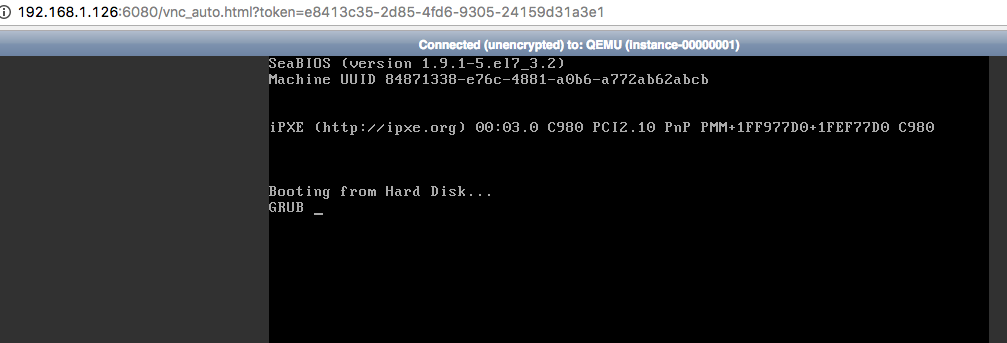 192.168.1.126:6080/vnc_auto.html?token=e8413c35-2d85-4fd6-9305-24159d31a3e1
Connected (unencrypted) to: QEMU (instance-00000001)
SeaBIOS (version 1.9.1-5.el7_3.2)
Machine UUID 84871338-e76c-4881-a0b6-a772ab62abcb
iPXE (http://ipxe.org) 00:03.0 C980 PCI2.10 PnP PMM+1FF977D0+1FEF77D0 C980
Booting from Hard Disk...
GRUB _